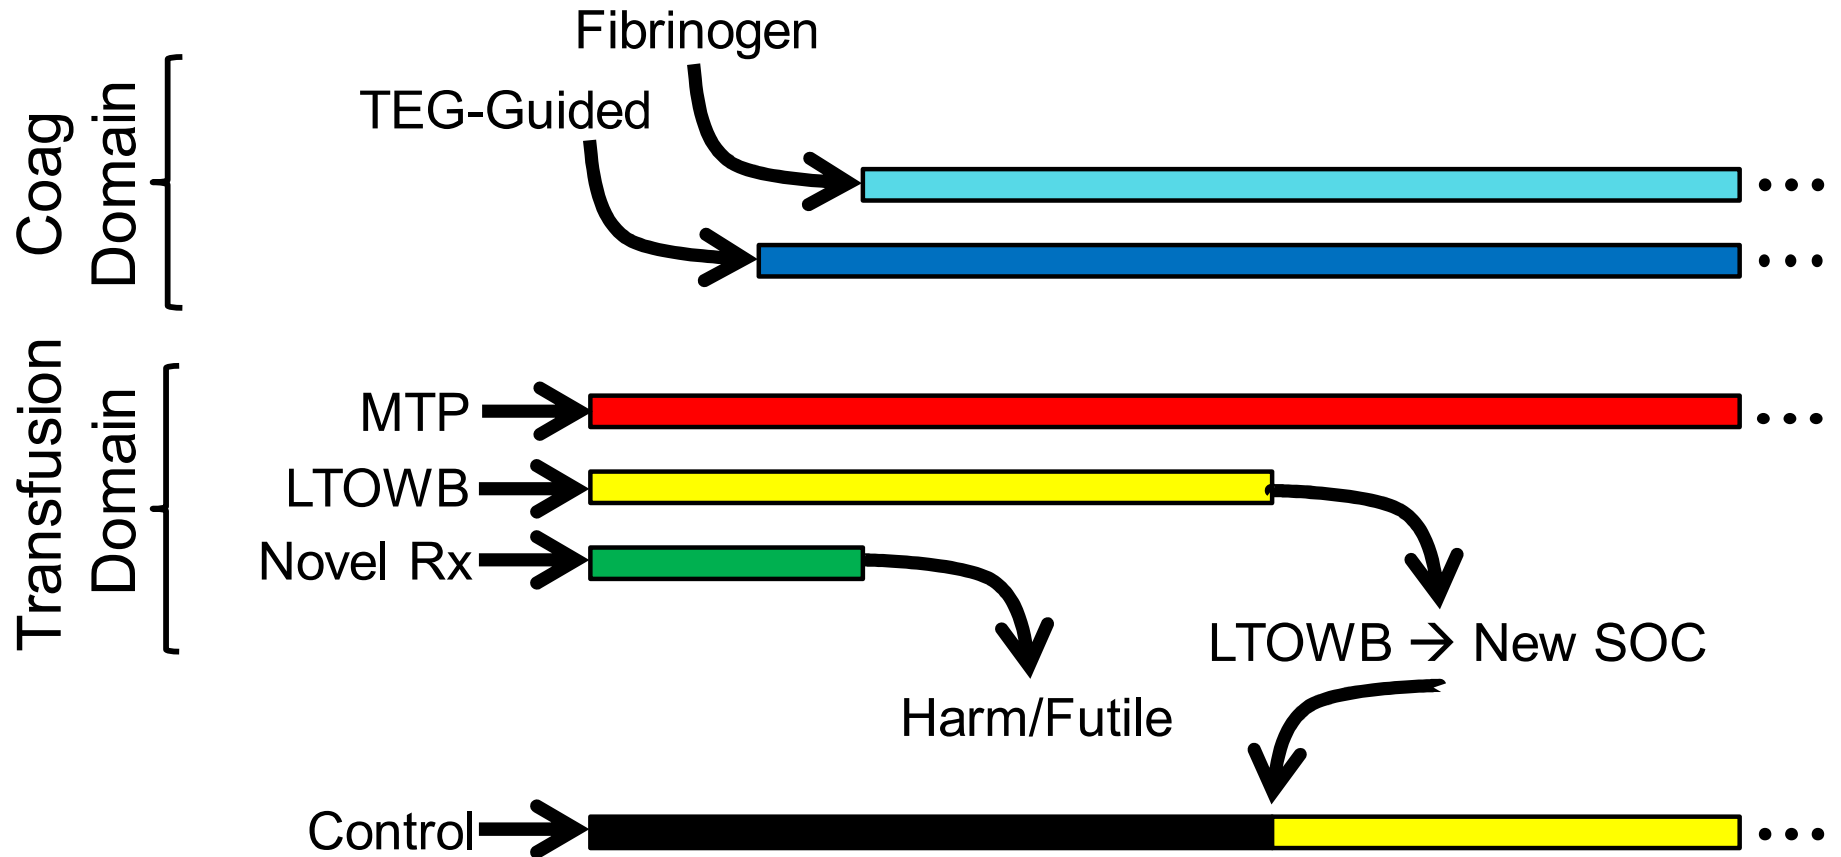 Fibrinogen
TEG-Guided
Coag
Domain
Transfusion
Domain
MTP
LTOWB
Novel Rx
LTOWB → New SOC
Harm/Futile
Control